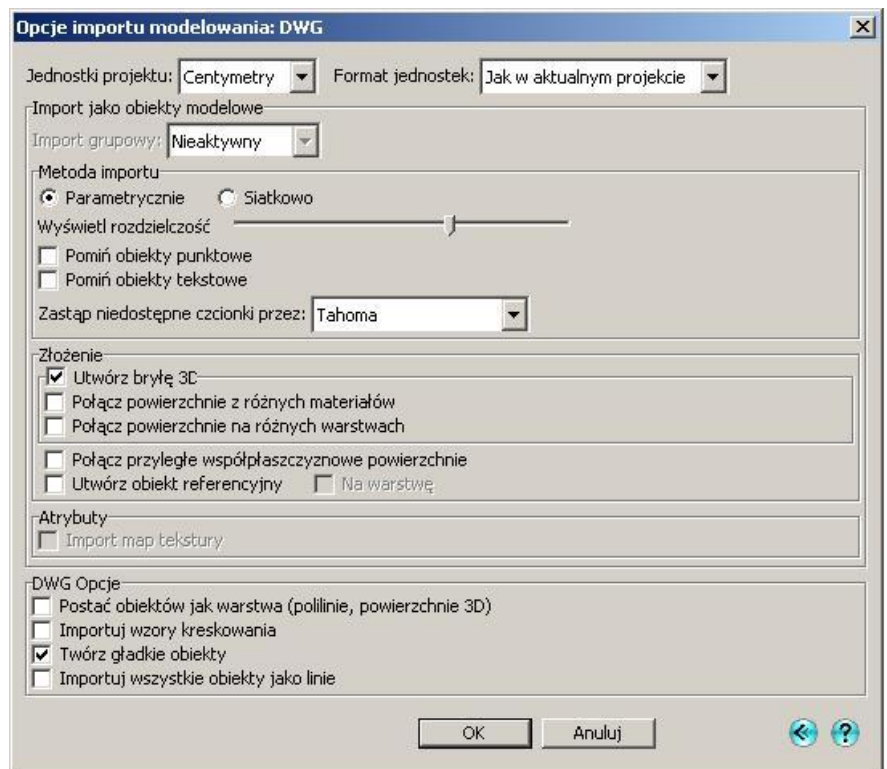 Opcje importu modelowania: DWG
Jednostki projektu: Centymetry Format jednostek: Jak w aktualnym projekcie
Import jako obiekty modelowe
Import grupowy: Nieaktywny
Metoda importu
Parametrycznie Siatkowo
Wyświetl rozdzielczość
Pomiń obiekty punktowe
Pomiń obiekty tekstowe
Zastąp niedostępne czcionki przez: Tahoma
Złożenie
Utwórz bryłę 3D
Połącz powierzchnie z różnych materiałów
Połącz powierzchnie na różnych warstwach
Połącz przyległe współpłaszczyznowe powierzchnie
Utwórz obiekt referencyjny Na warstwę
Atrybuty
Import map tekstury
DWG Opcje
Postać obiektów jak warstwa (polilinie, powierzchnie 3D)
Importuj wzory kreskowania
Twórz gładkie obiekty
Importuj wszystkie obiekty jako linie
OK Anuluj ?